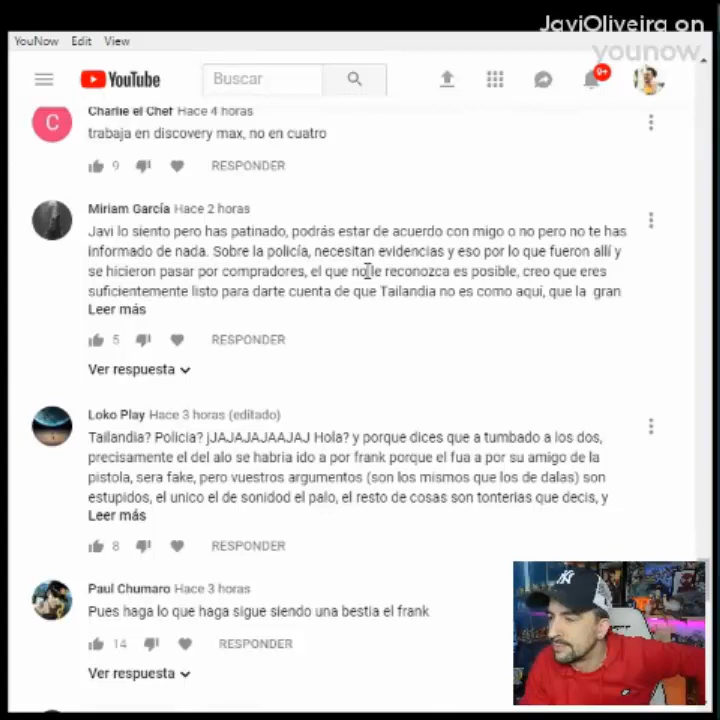 JaviOliveira on
younow
YouNow Edit View
YouTube
Buscar
9+
Charlie el Chef Hace 4 horas
C
trabaja en discovery max, no en cuatro
9 RESPONDER
Miriam García Hace 2 horas
Javi lo siento pero has patinado, podrás estar de acuerdo con migo o no pero no te has
informado de nada. Sobre la policía, necesitan evidencias y eso por lo que fueron allí y
se hicieron pasar por compradores, el que no le reconozca es posible, creo que eres
suficientemente listo para darte cuenta de que Tailandia no es como aquí, que la gran
Leer más
5 RESPONDER
Ver respuesta
Loko Play Hace 3 horas (editado)
Tailandia? Policia? jJAJAJAJAAJAJ Hola? y porque dices que a tumbado a los dos,
precisamente el del alo se habria ido a por frank porque el fua a por su amigo de la
pistola, sera fake, pero vuestros argumentos (son los mismos que los de dalas) son
estupidos, el unico el de sonidod el palo, el resto de cosas son tonterias que decis, y
Leer más
8 RESPONDER
Paul Chumaro Hace 3 horas
Pues haga lo que haga sigue siendo una bestia el frank
14 RESPONDER
Ver respuesta
NY